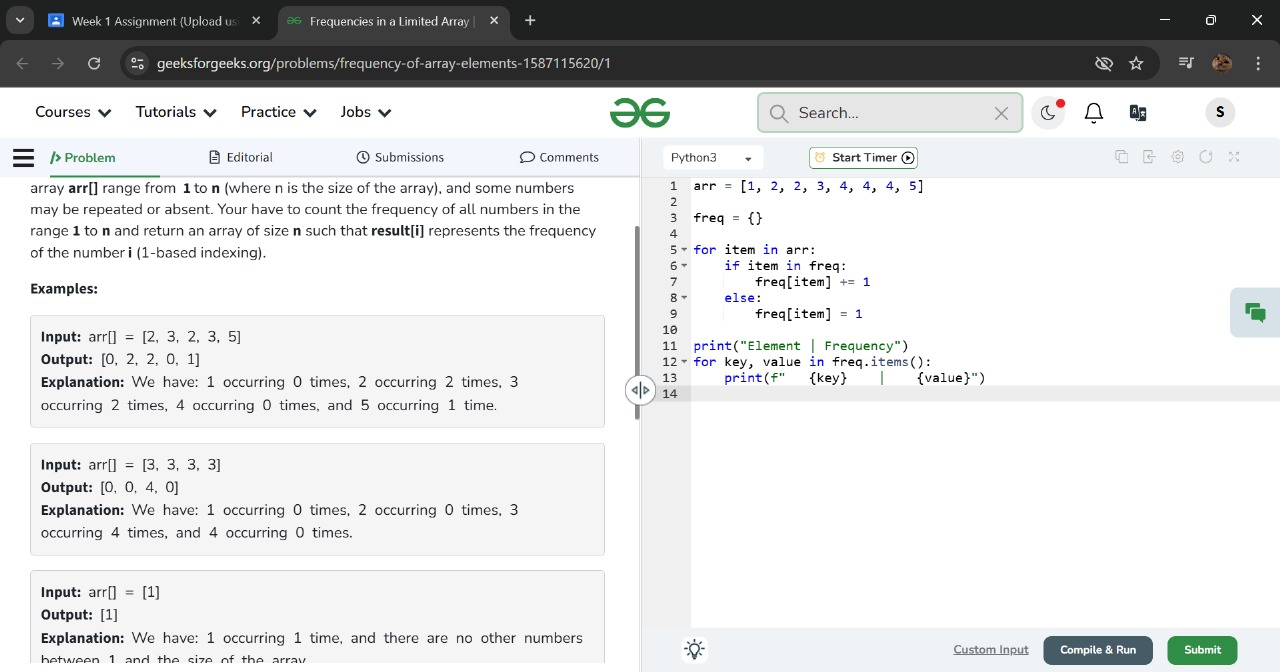 Week 1 Assignment (Upload us
Frequencies in a Limited Array |
geeksforgeeks.org/problems/frequency-of-array-elements-1587115620/1
Courses
Tutorials
Practice
Jobs
Search...
S
Problem
Editorial
Submissions
Comments
Python3
Start Timer
array arr[] range from 1 to n (where n is the size of the array), and some numbers
may be repeated or absent. Your have to count the frequency of all numbers in the
range 1 to n and return an array of size n such that result[i] represents the frequency
of the number i (1-based indexing).
Examples:
Input: arr[] = [2, 3, 2, 3, 5]
Output: [0, 2, 2, 0, 1]
Explanation: We have: 1 occurring 0 times, 2 occurring 2 times, 3
occurring 2 times, 4 occurring 0 times, and 5 occurring 1 time.
Input: arr[] = [3, 3, 3, 3]
Output: [0, 0, 4, 0]
Explanation: We have: 1 occurring 0 times, 2 occurring 0 times, 3
occurring 4 times, and 4 occurring 0 times.
Input: arr[] = [1]
Output: [1]
Explanation: We have: 1 occurring 1 time, and there are no other numbers
between 1 and the size of the array
1 arr = [1, 2, 2, 3, 4, 4, 4, 5]
2
3 freq = {}
4
5 for item in arr:
6 if item in freq:
7 freq[item] += 1
8 else:
9 freq[item] = 1
10
11 print("Element | Frequency")
12 for key, value in freq.items():
13 print(f"   {key}    |    {value}")
14
Custom Input
Compile & Run
Submit